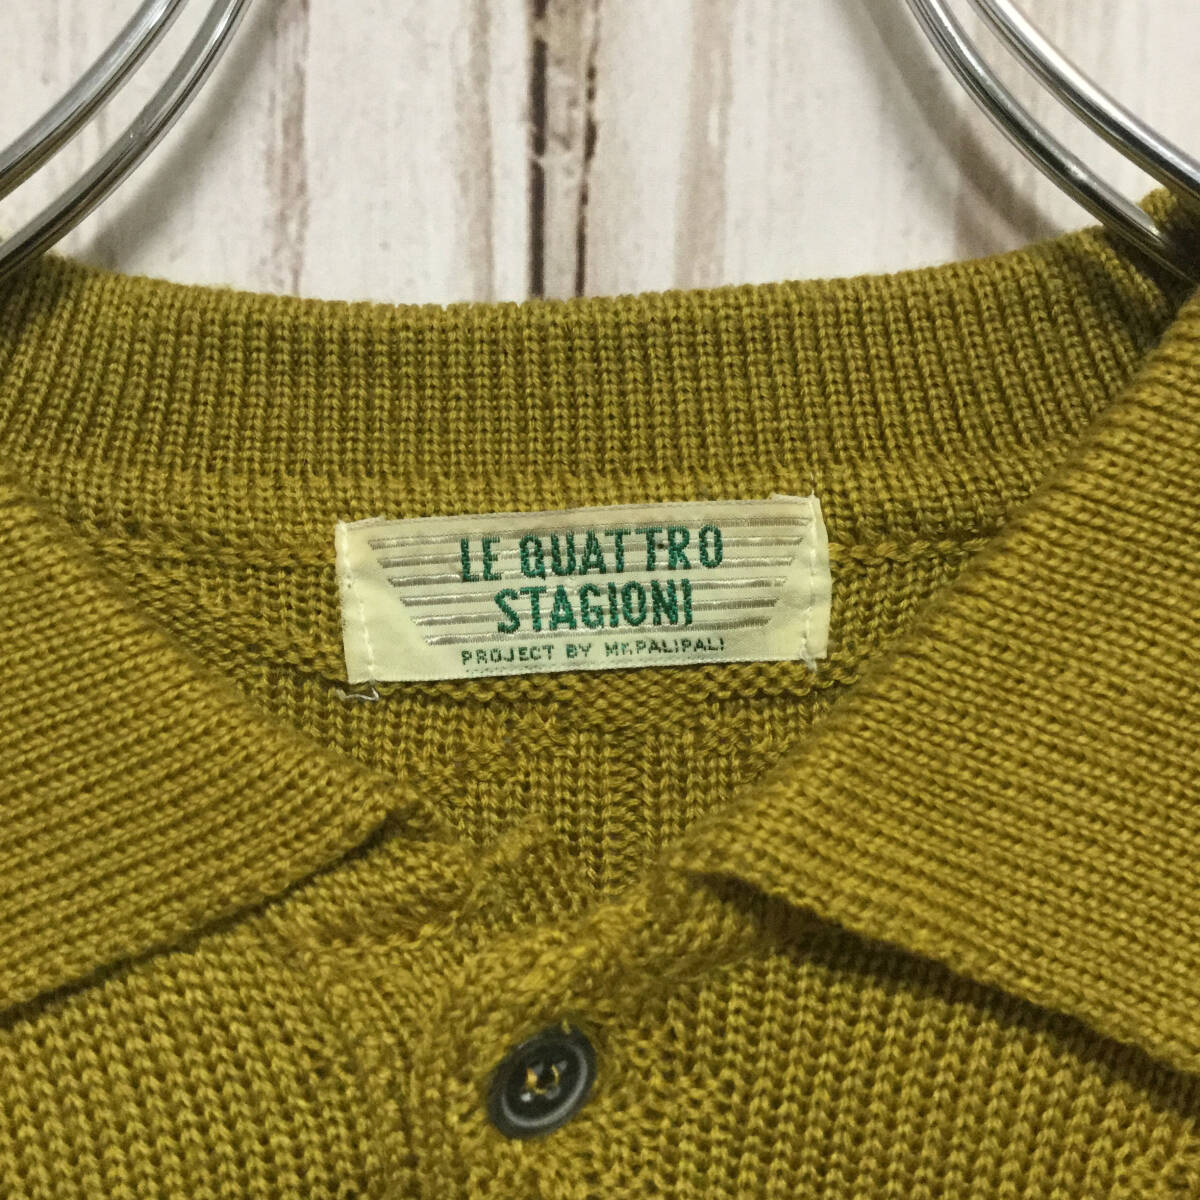 LE QUATTRO
STAGIONI
PROJECT BY Mr.PALIPALI